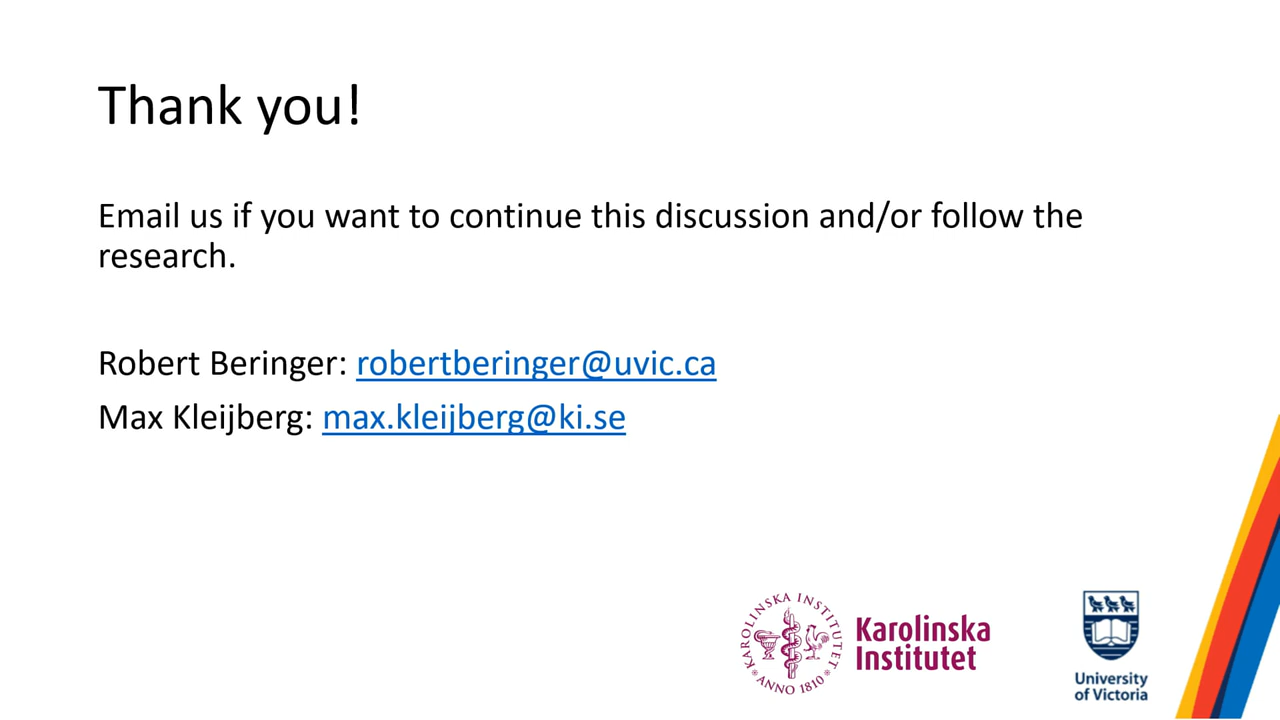 Thank you!
Email us if you want to continue this discussion and/or follow the
research.
Robert Beringer: robertberinger@uvic.ca
Max Kleijberg: max.kleijberg@ki.se
KAROLINSKA INSTITUTET
ANNO 1810
Karolinska
Institutet
University
of Victoria